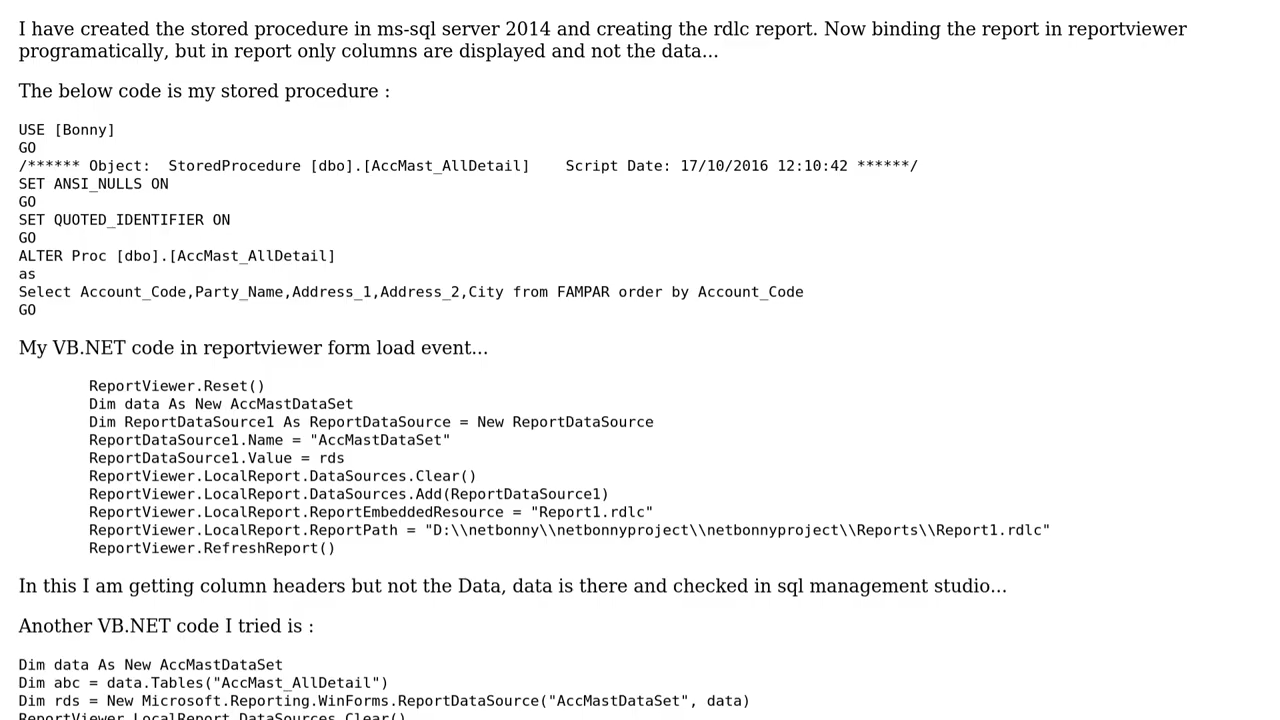 I have created the stored procedure in ms-sql server 2014 and creating the rdlc report. Now binding the report in reportviewer
programatically, but in report only columns are displayed and not the data...
The below code is my stored procedure :
USE [Bonny]
GO
/****** Object:  StoredProcedure [dbo].[AccMast_AllDetail]    Script Date: 17/10/2016 12:10:42 ******/
SET ANSI_NULLS ON
GO
SET QUOTED_IDENTIFIER ON
GO
ALTER Proc [dbo].[AccMast_AllDetail]
as
Select Account_Code,Party_Name,Address_1,Address_2,City from FAMPAR order by Account_Code
GO
My VB.NET code in reportviewer form load event...
        ReportViewer.Reset()
        Dim data As New AccMastDataSet
        Dim ReportDataSource1 As ReportDataSource = New ReportDataSource
        ReportDataSource1.Name = "AccMastDataSet"
        ReportDataSource1.Value = rds
        ReportViewer.LocalReport.DataSources.Clear()
        ReportViewer.LocalReport.DataSources.Add(ReportDataSource1)
        ReportViewer.LocalReport.ReportEmbeddedResource = "Report1.rdlc"
        ReportViewer.LocalReport.ReportPath = "D:\\netbonny\\netbonnyproject\\netbonnyproject\\Reports\\Report1.rdlc"
        ReportViewer.RefreshReport()
In this I am getting column headers but not the Data, data is there and checked in sql management studio...
Another VB.NET code I tried is :
Dim data As New AccMastDataSet
Dim abc = data.Tables("AccMast_AllDetail")
Dim rds = New Microsoft.Reporting.WinForms.ReportDataSource("AccMastDataSet", data)
ReportViewer.LocalReport.DataSources.Clear()